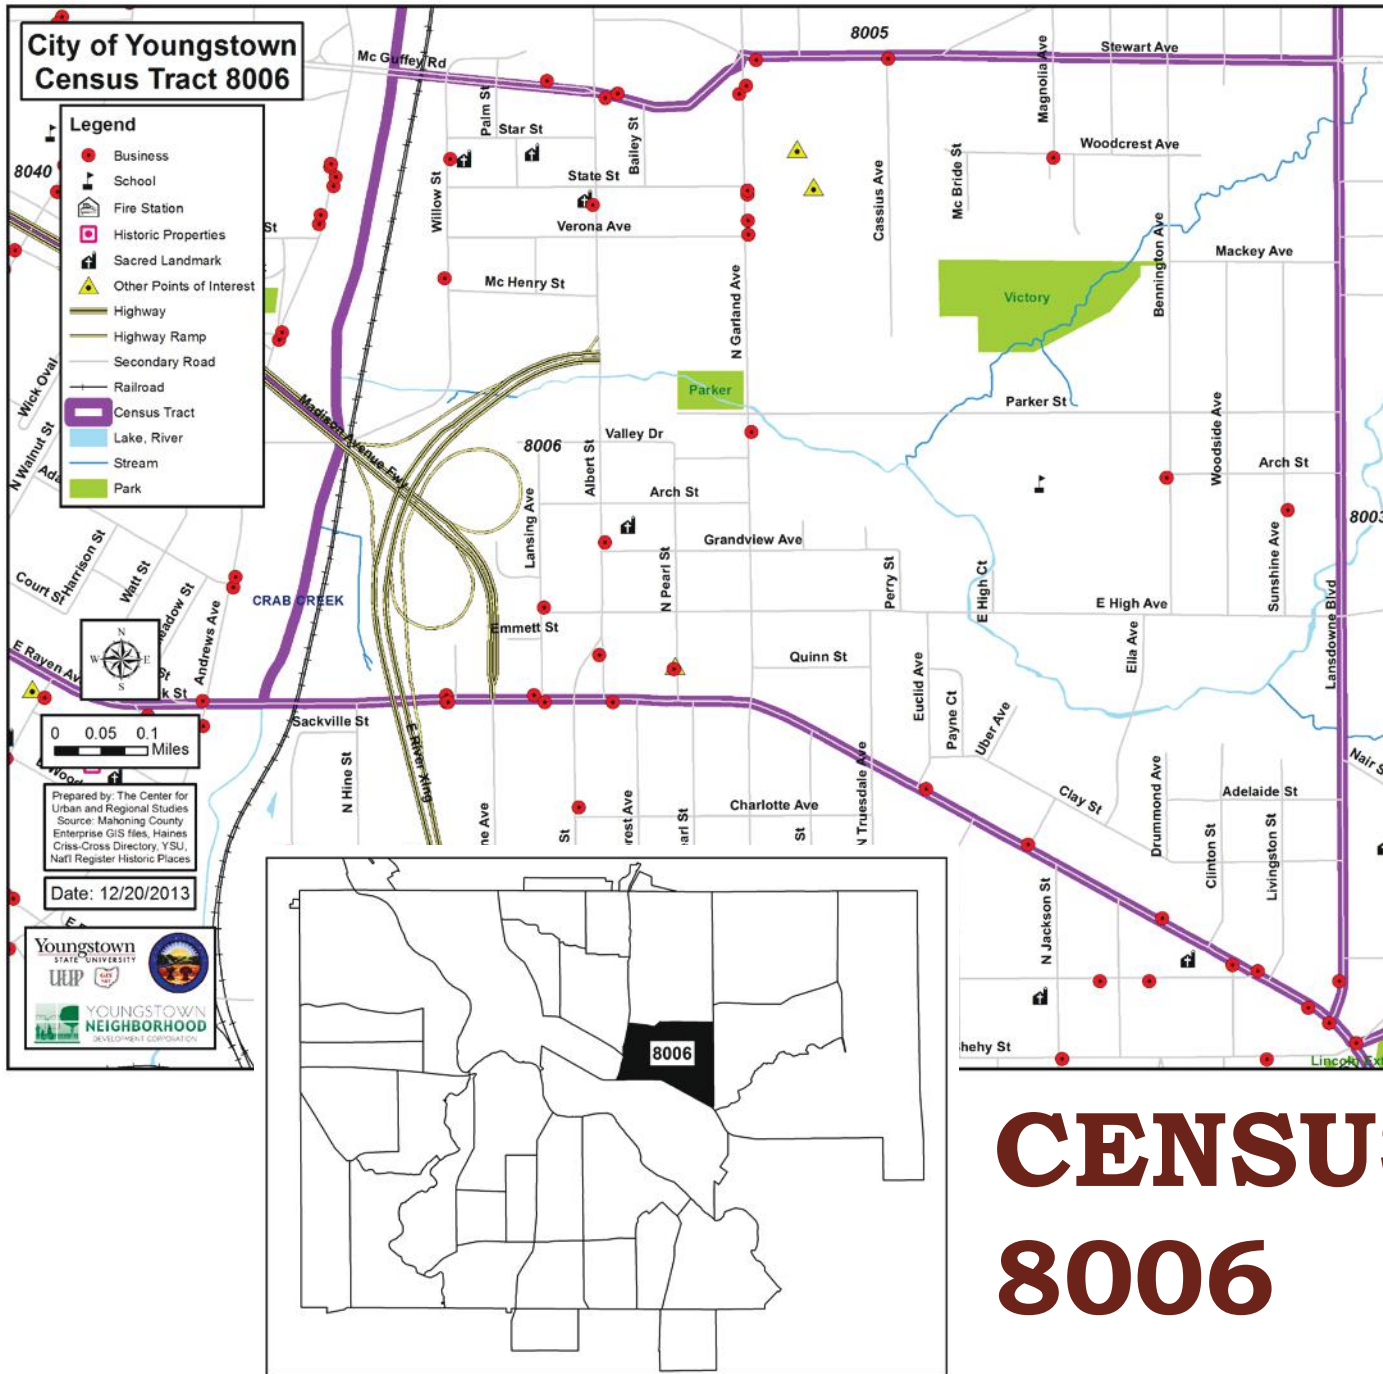 City of Youngstown
Census Tract 8006
Legend
Business
School
Fire Station
Historic Properties
Sacred Landmark
Other Points of Interest
Highway
Highway Ramp
Secondary Road
Railroad
Census Tract
Lake, River
Stream
Park
8040
8005
8006
8003
Mc Guffey Rd
Stewart Ave
Magnolia Ave
Palm St
Star St
Bailey St
Woodcrest Ave
State St
Willow St
Verona Ave
Cassius Ave
Mc Bride St
St
Mc Henry St
N Garland Ave
Bennington Ave
Mackey Ave
Victory
Wick Oval
Madison Avenue Fwy
Parker
Parker St
N Walnut St
Valley Dr
Albert St
Woodside Ave
Arch St
Arch St
Lansing Ave
Grandview Ave
Harrison St
Court St
Watt St
N Pearl St
Perry St
E High Ct
Sunshine Ave
CRAB CREEK
E High Ave
Emmett St
Andrews Ave
Lansdowne Blvd
E Rayen Av
Quinn St
Ella Ave
Euclid Ave
Payne Ct
Uber Ave
Sackville St
E River Xing
N Hine St
N Truesdale Ave
Nair S
Charlotte Ave
Clay St
Drummond Ave
Adelaide St
Clinton St
Livingston St
N Jackson St
St
St
Lincoln
N
W E
S
0 0.05 0.1
Miles
Prepared by: The Center for
Urban and Regional Studies
Source: Mahoning County
Enterprise GIS files, Haines
Criss-Cross Directory, YSU,
Nat'l Register Historic Places
Date: 12/20/2013
Youngstown
STATE UNIVERSITY
YOUNGSTOWN
NEIGHBORHOOD
DEVELOPMENT CORPORATION
8006
CENSUS
8006